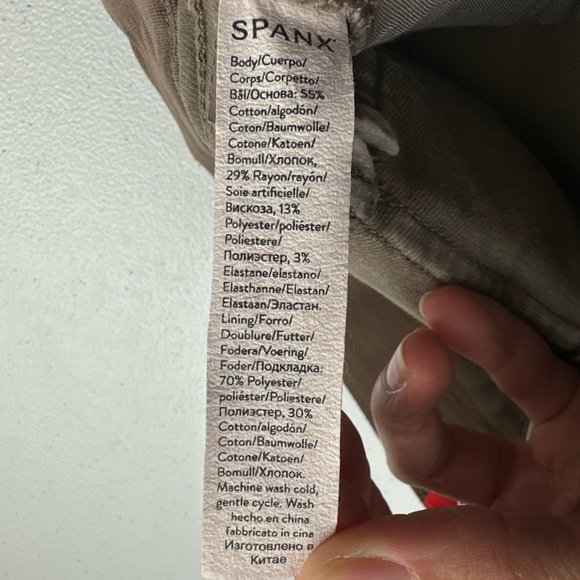 SPANX
Body/Cuerpo/
Corps/Corpetto/
Bål/Основа: 55%
Cotton/algodón/
Coton/Baumwolle/
Cotone/Katoen/
Bomull/Хлопок,
29% Rayon/rayón/
Soie artificielle/
Вискоза, 13%
Polyester/poliéster/
Poliestere/
Полиэстер, 3%
Elastane/elastano/
Elasthanne/Elastan/
Elastaan/Эластан.
Lining/Forro/
Doublure/Futter/
Fodera/Voering/
Foder/Подкладка:
70% Polyester/
poliéster/Poliestere/
Полиэстер, 30%
Cotton/algodón/
Coton/Baumwolle/
Cotone/Katoen/
Bomull/Хлопок.
Machine wash cold,
gentle cycle. Wash
hecho en china
fabbricato in cina
Изготовлено в
Китае